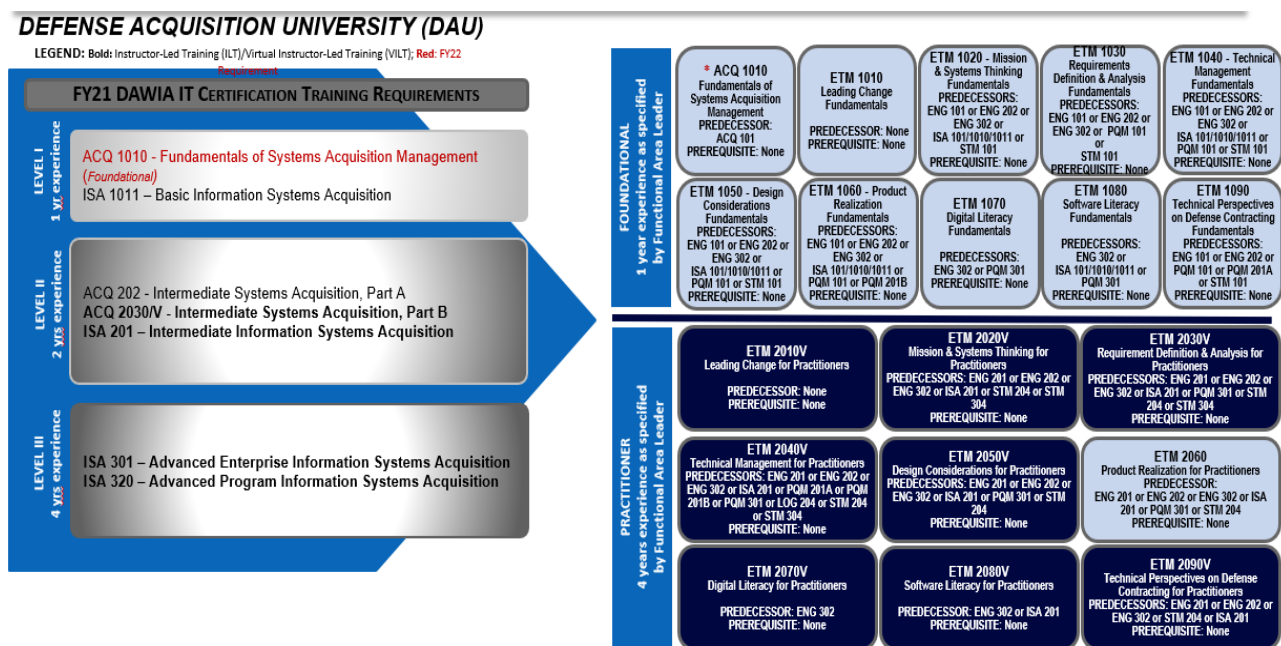 DEFENSE ACQUISITION UNIVERSITY (DAU)
LEGEND: Bold: Instructor-Led Training (ILT)/Virtual Instructor-Led Training (VILT); Red: FY22
Requirement
FY21 DAWIA IT CERTIFICATION TRAINING REQUIREMENTS
LEVEL I
1 yr experience
ACQ 1010 - Fundamentals of Systems Acquisition Management
(Foundational)
ISA 1011 – Basic Information Systems Acquisition
LEVEL II
2 yrs experience
ACQ 202 - Intermediate Systems Acquisition, Part A
ACQ 2030/V - Intermediate Systems Acquisition, Part B
ISA 201 – Intermediate Information Systems Acquisition
LEVEL III
4 yrs experience
ISA 301 – Advanced Enterprise Information Systems Acquisition
ISA 320 – Advanced Program Information Systems Acquisition
FOUNDATIONAL
1 year experience as specified
by Functional Area Leader
* ACQ 1010
Fundamentals of
Systems Acquisition
Management
PREDECESSOR:
ACQ 101
PREREQUISITE: None
ETM 1010
Leading Change
Fundamentals
PREDECESSOR: None
PREREQUISITE: None
ETM 1020 - Mission
& Systems Thinking
Fundamentals
PREDECESSORS:
ENG 101 or ENG 202 or
ENG 302 or
ISA 101/1010/1011 or
STM 101
PREREQUISITE: None
ETM 1030
Requirements
Definition & Analysis
Fundamentals
PREDECESSORS:
ENG 101 or ENG 202 or
ENG 302 or PQM 101
or
STM 101
PREREQUISITE: None
ETM 1040 - Technical
Management
Fundamentals
PREDECESSORS:
ENG 101 or ENG 202 or
ENG 302 or
ISA 101/1010/1011 or
PQM 101 or STM 101
PREREQUISITE: None
ETM 1050 - Design
Considerations
Fundamentals
PREDECESSORS:
ENG 101 or ENG 202 or
ENG 302 or
ISA 101/1010/1011 or
PQM 101 or STM 101
PREREQUISITE: None
ETM 1060 - Product
Realization
Fundamentals
PREDECESSORS:
ENG 101 or ENG 202 or
ENG 302 or
ISA 101/1010/1011 or
PQM 101 or PQM 201B
PREREQUISITE: None
ETM 1070
Digital Literacy
Fundamentals
PREDECESSORS:
ENG 302 or PQM 301
PREREQUISITE: None
ETM 1080
Software Literacy
Fundamentals
PREDECESSORS:
ENG 302 or
ISA 101/1010/1011 or
PQM 301
PREREQUISITE: None
ETM 1090
Technical Perspectives
on Defense Contracting
Fundamentals
PREDECESSORS:
ENG 101 or ENG 202 or
PQM 101 or PQM 201A
or STM 101
PREREQUISITE: None
PRACTITIONER
4 years experience as specified
by Functional Area Leader
ETM 2010V
Leading Change for Practitioners
PREDECESSOR: None
PREREQUISITE: None
ETM 2020V
Mission & Systems Thinking for
Practitioners
PREDECESSORS: ENG 201 or ENG 202 or
ENG 302 or ISA 201 or STM 204 or STM
304
PREREQUISITE: None
ETM 2030V
Requirement Definition & Analysis for
Practitioners
PREDECESSORS: ENG 201 or ENG 202 or
ENG 302 or ISA 201 or PQM 301 or STM
204 or STM 304
PREREQUISITE: None
ETM 2040V
Technical Management for Practitioners
PREDECESSORS: ENG 201 or ENG 202 or
ENG 302 or ISA 201 or PQM 201A or PQM
201B or PQM 301 or LOG 204 or STM 204
or STM 304
PREREQUISITE: None
ETM 2050V
Design Considerations for Practitioners
PREDECESSORS: ENG 201 or ENG 202 or
ENG 302 or ISA 201 or PQM 301 or STM
204
PREREQUISITE: None
ETM 2060
Product Realization for Practitioners
PREDECESSOR:
ENG 201 or ENG 202 or ENG 302 or ISA
201 or PQM 301 or STM 204
PREREQUISITE: None
ETM 2070V
Digital Literacy for Practitioners
PREDECESSOR: ENG 302
PREREQUISITE: None
ETM 2080V
Software Literacy for Practitioners
PREDECESSOR: ENG 302 or ISA 201
PREREQUISITE: None
ETM 2090V
Technical Perspectives on Defense
Contracting for Practitioners
PREDECESSORS: ENG 201 or ENG 202 or
ENG 302 or STM 204 or ISA 201
PREREQUISITE: None